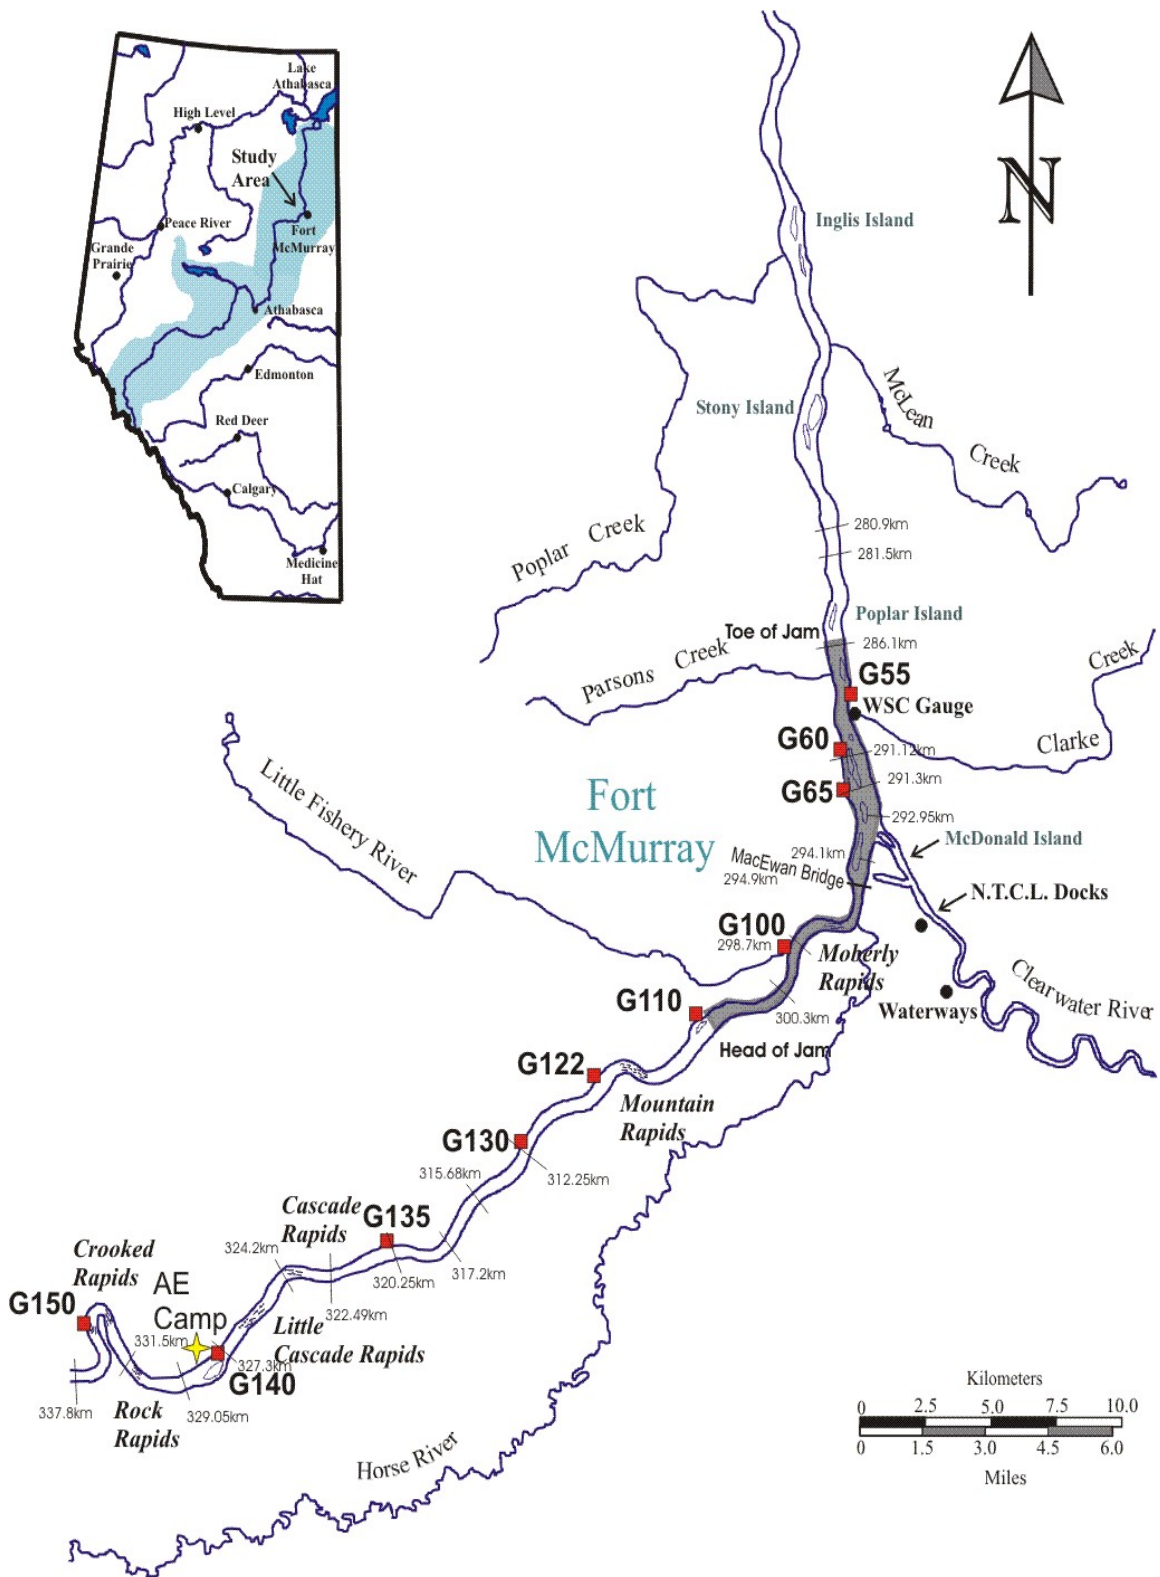 Lake
Athabasca
High Level
Study
Area
Peace River
Fort
McMurray
Grande
Prairie
Athabasca
Edmonton
Red Deer
Calgary
Medicine
Hat
N
Inglis Island
McLean
Creek
Stony Island
280.9km
281.5km
Poplar Creek
Poplar Island
Toe of Jam
286.1km
Parsons Creek
Creek
Clarke
G55
WSC Gauge
G60
291.12km
G65
291.3km
292.95km
Fort
McMurray
Little Fishery River
McDonald Island
294.1km
MacEwan Bridge
294.9km
N.T.C.L. Docks
G100
298.7km
Moberly
Rapids
Clearwater River
Waterways
G110
300.3km
Head of Jam
G122
Mountain
Rapids
G130
312.25km
315.68km
Cascade
Rapids
G135
317.2km
320.25km
324.2km
322.49km
Crooked
Rapids
AE
Camp
G150
331.5km
Little
Cascade Rapids
327.3km
G140
337.8km
329.05km
Rock
Rapids
Horse River
Kilometers
0 2.5 5.0 7.5 10.0
0 1.5 3.0 4.5 6.0
Miles